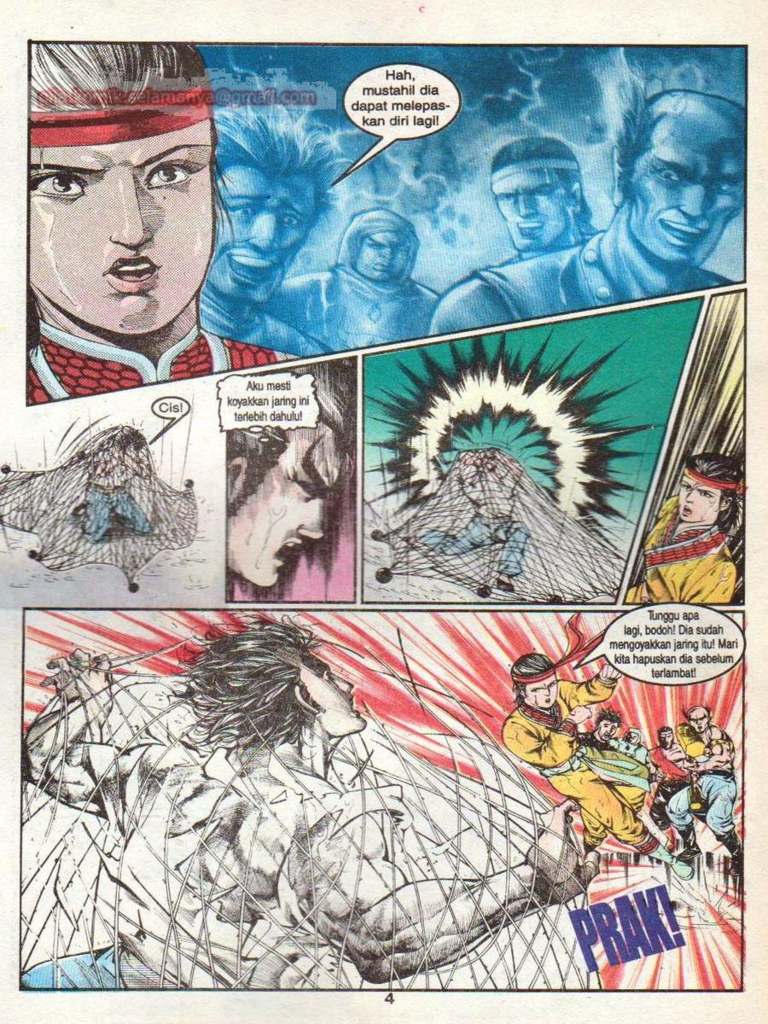 Hah,
mustahil dia
dapat melepas-
kan diri lagi!
Cis!
Aku mesti
koyakkan jaring ini
terlebih dahulu!
Tunggu apa
lagi, bodoh! Dia sudah
mengoyakkan jaring itu! Mari
kita hapuskan dia sebelum
terlambat!
PRAK!
4